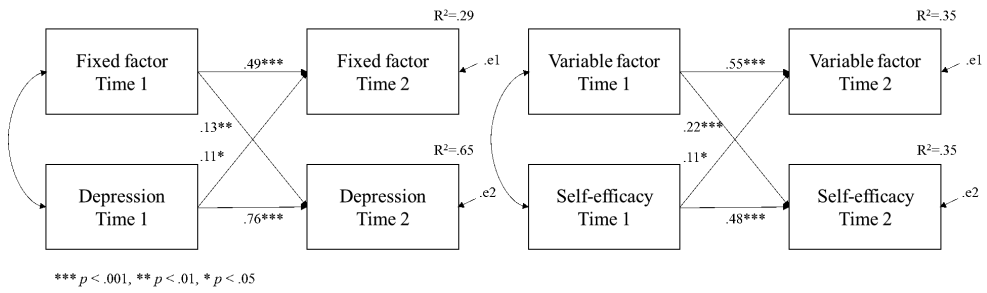 R²=.29
R²=.35
Fixed factor
Time 1
.49***
Fixed factor
Time 2
.e1
Variable factor
Time 1
.55***
Variable factor
Time 2
.e1
.13**
.11*
.22***
.11*
R²=.65
R²=.35
Depression
Time 1
.76***
Depression
Time 2
.e2
Self-efficacy
Time 1
.48***
Self-efficacy
Time 2
.e2
*** p < .001, ** p < .01, * p < .05